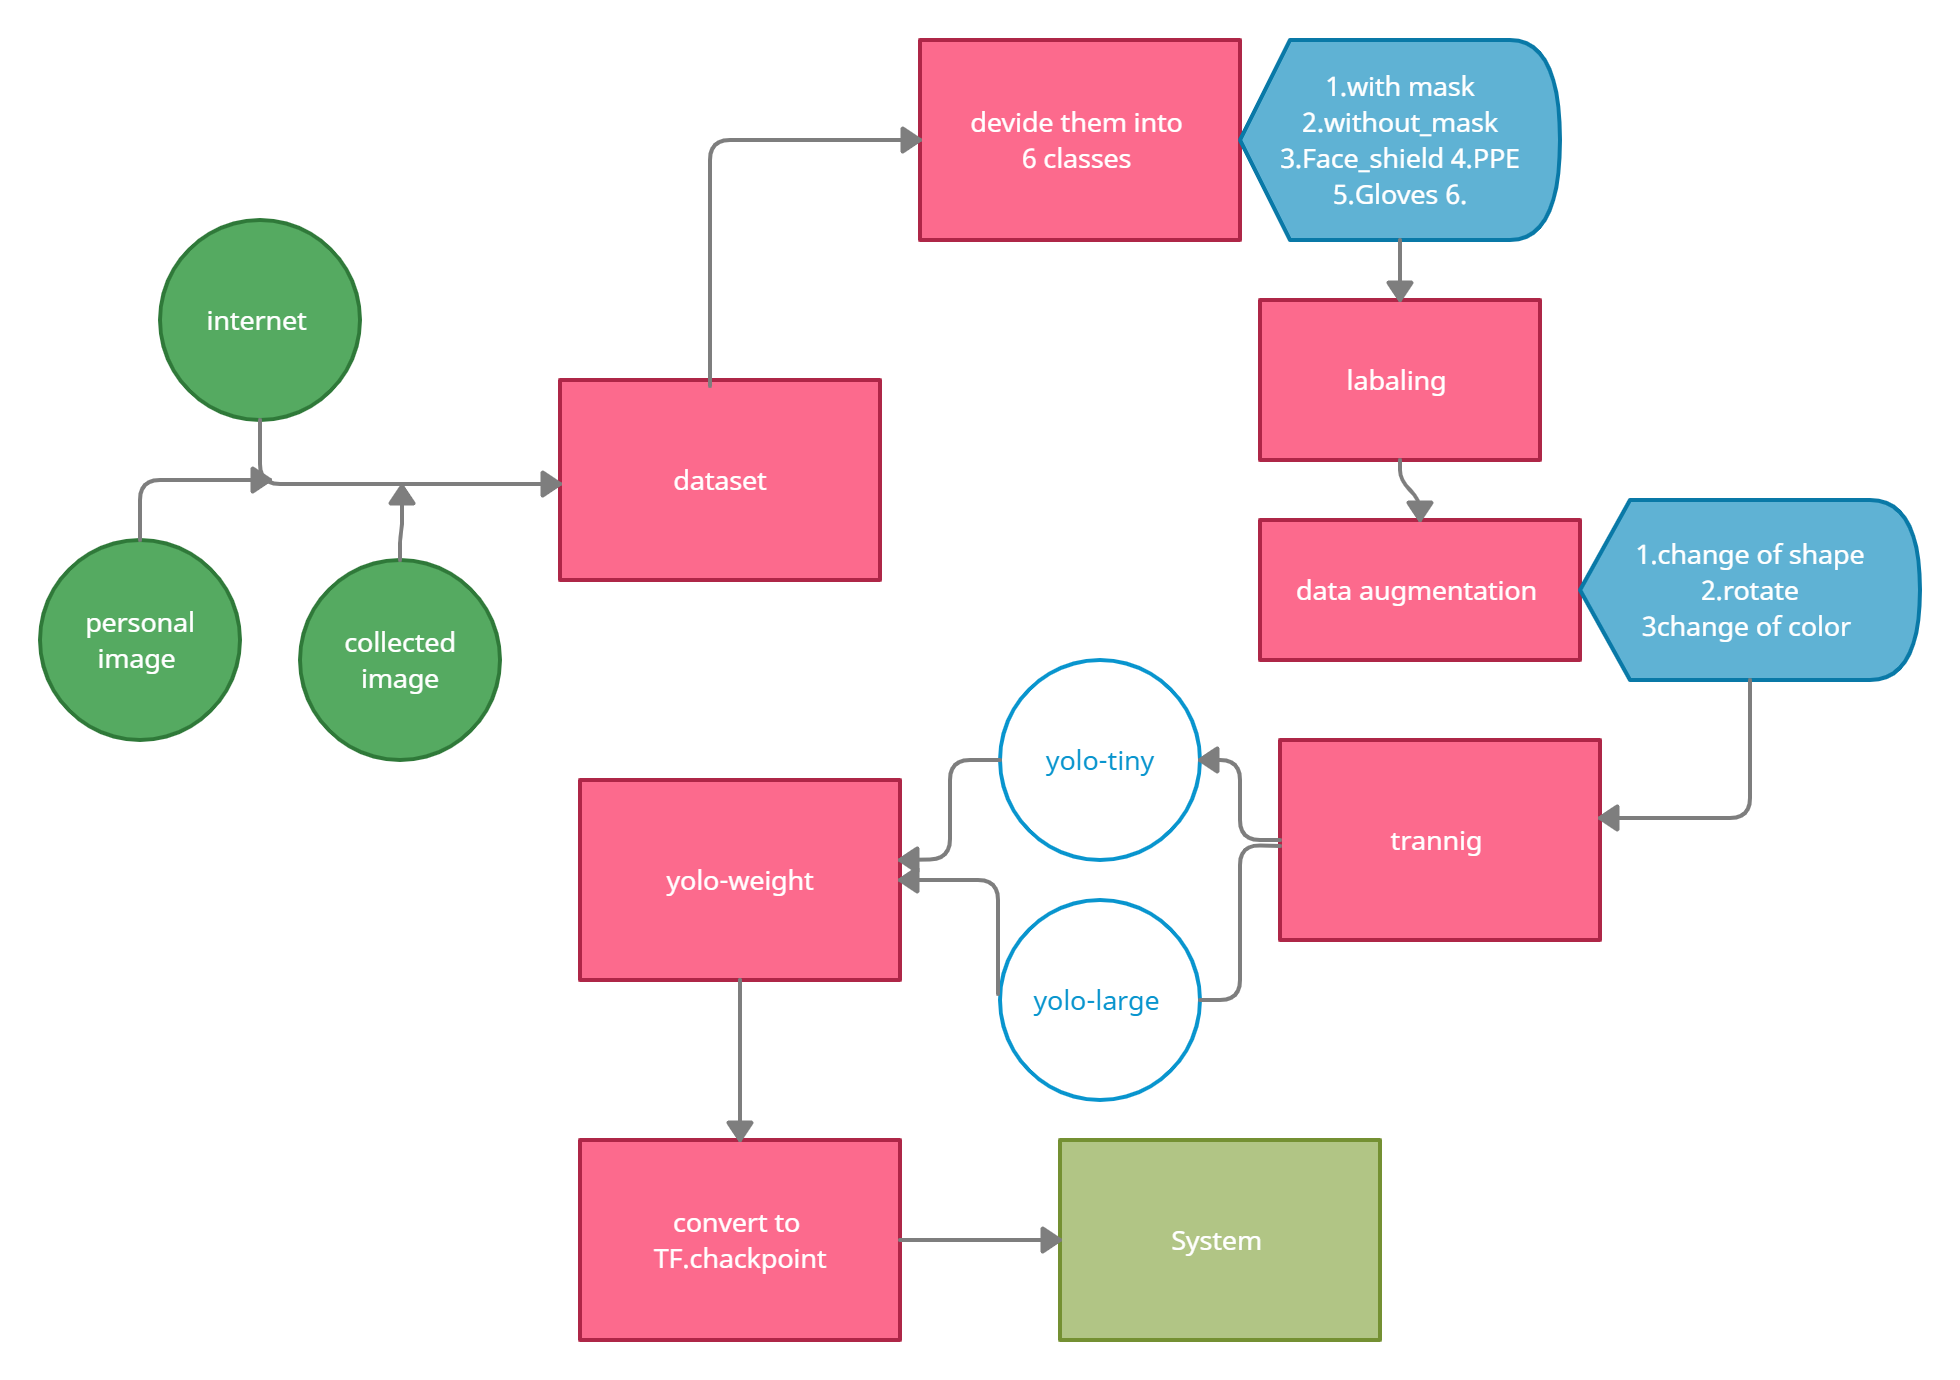 devide them into
6 classes
1.with mask
2.without_mask
3.Face_shield 4.PPE
5.Gloves 6.
internet
labaling
dataset
data augmentation
1.change of shape
2.rotate
3change of color
personal
image
collected
image
yolo-tiny
trannig
yolo-weight
yolo-large
convert to
TF.chackpoint
System